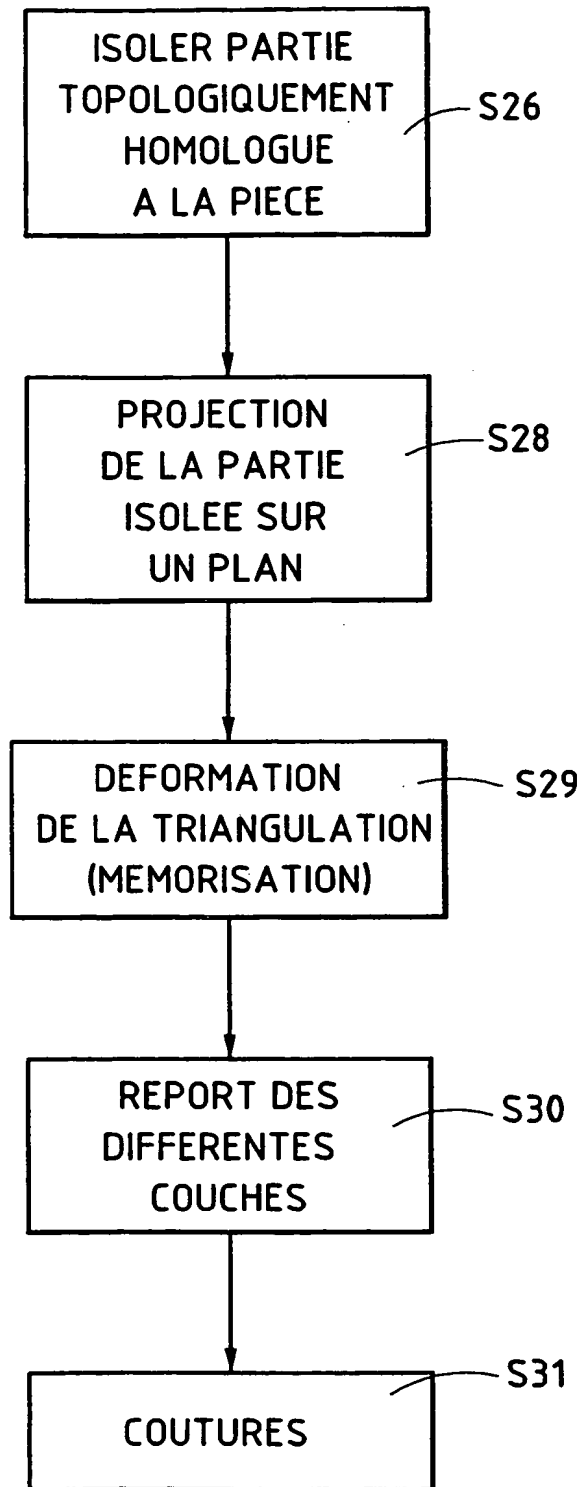 ISOLER PARTIE
TOPOLOGIQUEMENT
HOMOLOGUE
A LA PIECE
S26
PROJECTION
DE LA PARTIE
ISOLEE SUR
UN PLAN
S28
DEFORMATION
DE LA TRIANGULATION
(MEMORISATION)
S29
REPORT DES
DIFFERENTES
COUCHES
S30
COUTURES
S31